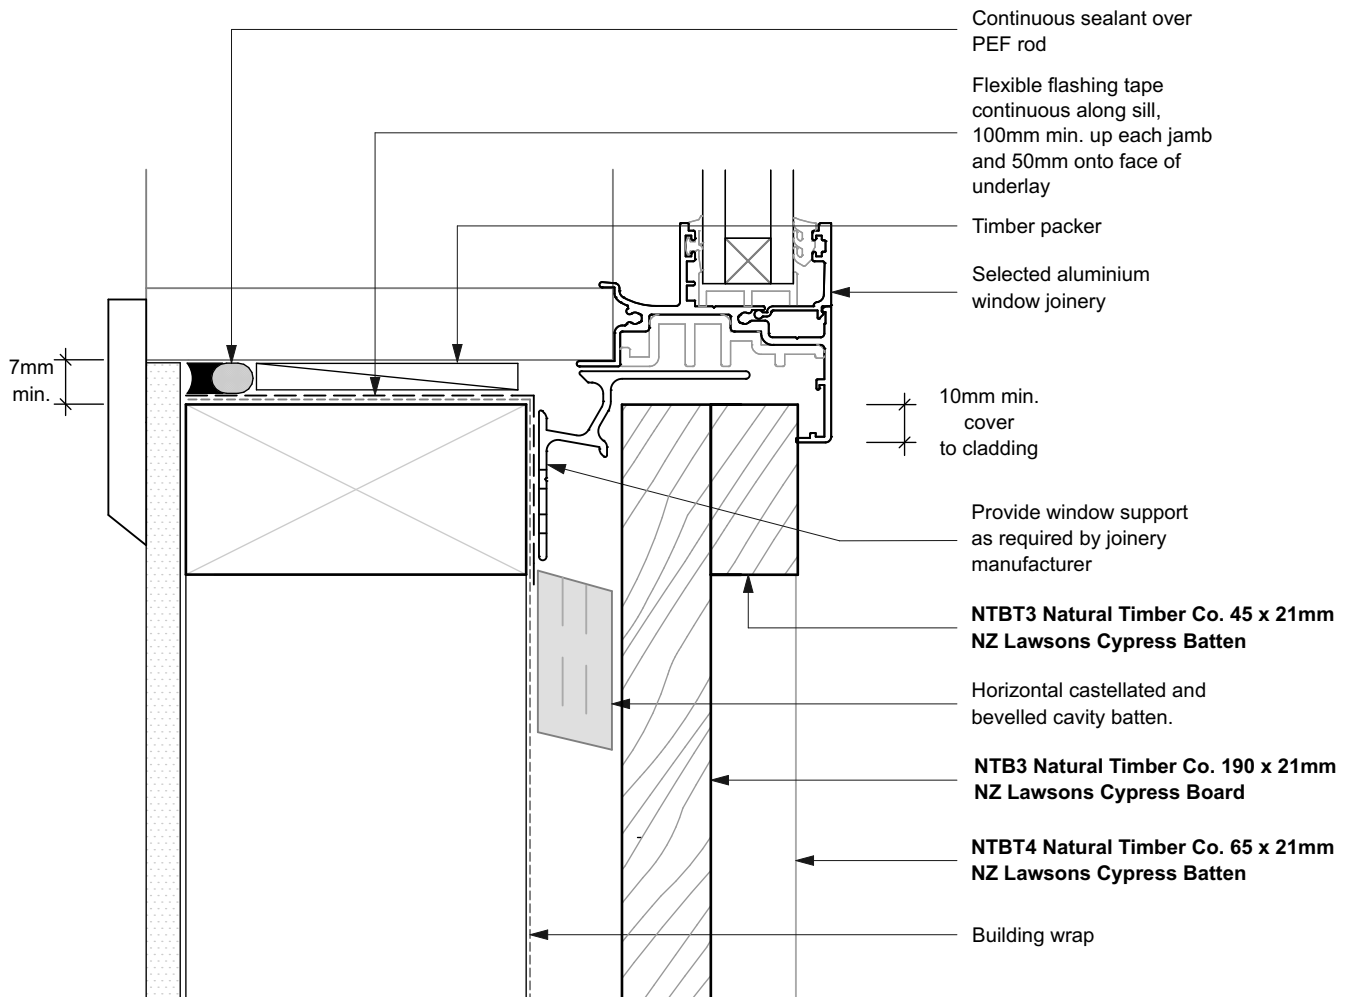 Continuous sealant over
PEF rod
Flexible flashing tape
continuous along sill,
100mm min. up each jamb
and 50mm onto face of
underlay
Timber packer
Selected aluminium
window joinery
7mm
min.
10mm min.
cover
to cladding
Provide window support
as required by joinery
manufacturer
NTBT3 Natural Timber Co. 45 x 21mm
NZ Lawsons Cypress Batten
Horizontal castellated and
bevelled cavity batten.
NTB3 Natural Timber Co. 190 x 21mm
NZ Lawsons Cypress Board
NTBT4 Natural Timber Co. 65 x 21mm
NZ Lawsons Cypress Batten
Building wrap